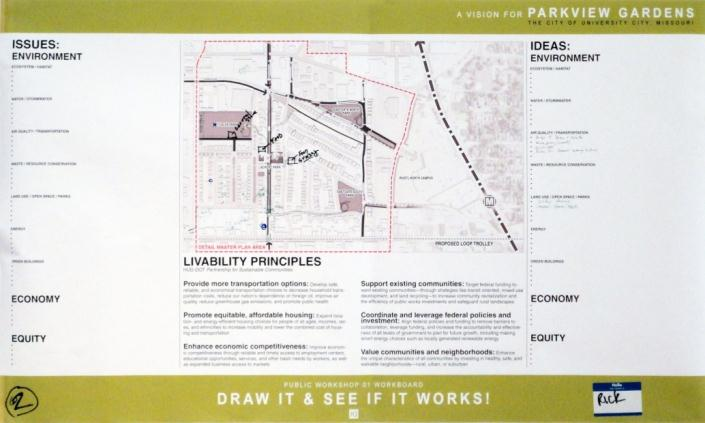 A VISION FOR PARKVIEW GARDENS
THE CITY OF UNIVERSITY CITY, MISSOURI
ISSUES:
ENVIRONMENT
ECOSYSTEM / HABITAT
WATER / STORMWATER
AIR QUALITY / TRANSPORTATION
WASTE / RESOURCE CONSERVATION
LAND USE / OPEN SPACE / PARKS
ENERGY
GREEN BUILDINGS
ECONOMY
EQUITY
DETAIL MASTER PLAN AREA
PROPOSED LOOP TROLLEY
M
LIVABILITY PRINCIPLES
HUD-DOT Partnership for Sustainable Communities
Provide more transportation options: Develop safe,
reliable, and economical transportation choices to decrease household trans-
portation costs, reduce our nation's dependence on foreign oil, improve air
quality, reduce greenhouse gas emissions, and promote public health
Promote equitable, affordable housing: Expand loca-
tion- and energy-efficient housing choices for people of all ages, incomes, rac-
es, and ethnicities to increase mobility and lower the combined cost of hous-
ing and transportation
Enhance economic competitiveness: Improve econom-
ic competitiveness through reliable and timely access to employment centers,
educational opportunities, services, and other basic needs by workers, as well
as expanded business access to markets
Support existing communities: Target federal funding to-
ward existing communities—through strategies like transit oriented, mixed use
development, and land recycling—to increase community revitalization and
the efficiency of public works investments and safeguard rural landscapes
Coordinate and leverage federal policies and
investment: Align federal policies and funding to remove barriers to
collaboration, leverage funding, and increase the accountability and effective-
ness of all levels of government to plan for future growth, including making
smart energy choices such as locally generated renewable energy
Value communities and neighborhoods: Enhance
the unique characteristics of all communities by investing in healthy, safe, and
walkable neighborhoods—rural, urban, or suburban
IDEAS:
ENVIRONMENT
ECOSYSTEM / HABITAT
WATER / STORMWATER
AIR QUALITY / TRANSPORTATION
WASTE / RESOURCE CONSERVATION
LAND USE / OPEN SPACE / PARKS
ENERGY
GREEN BUILDINGS
ECONOMY
EQUITY
2
PUBLIC WORKSHOP 01 WORKBOARD
DRAW IT & SEE IF IT WORKS!
Hello
RICK